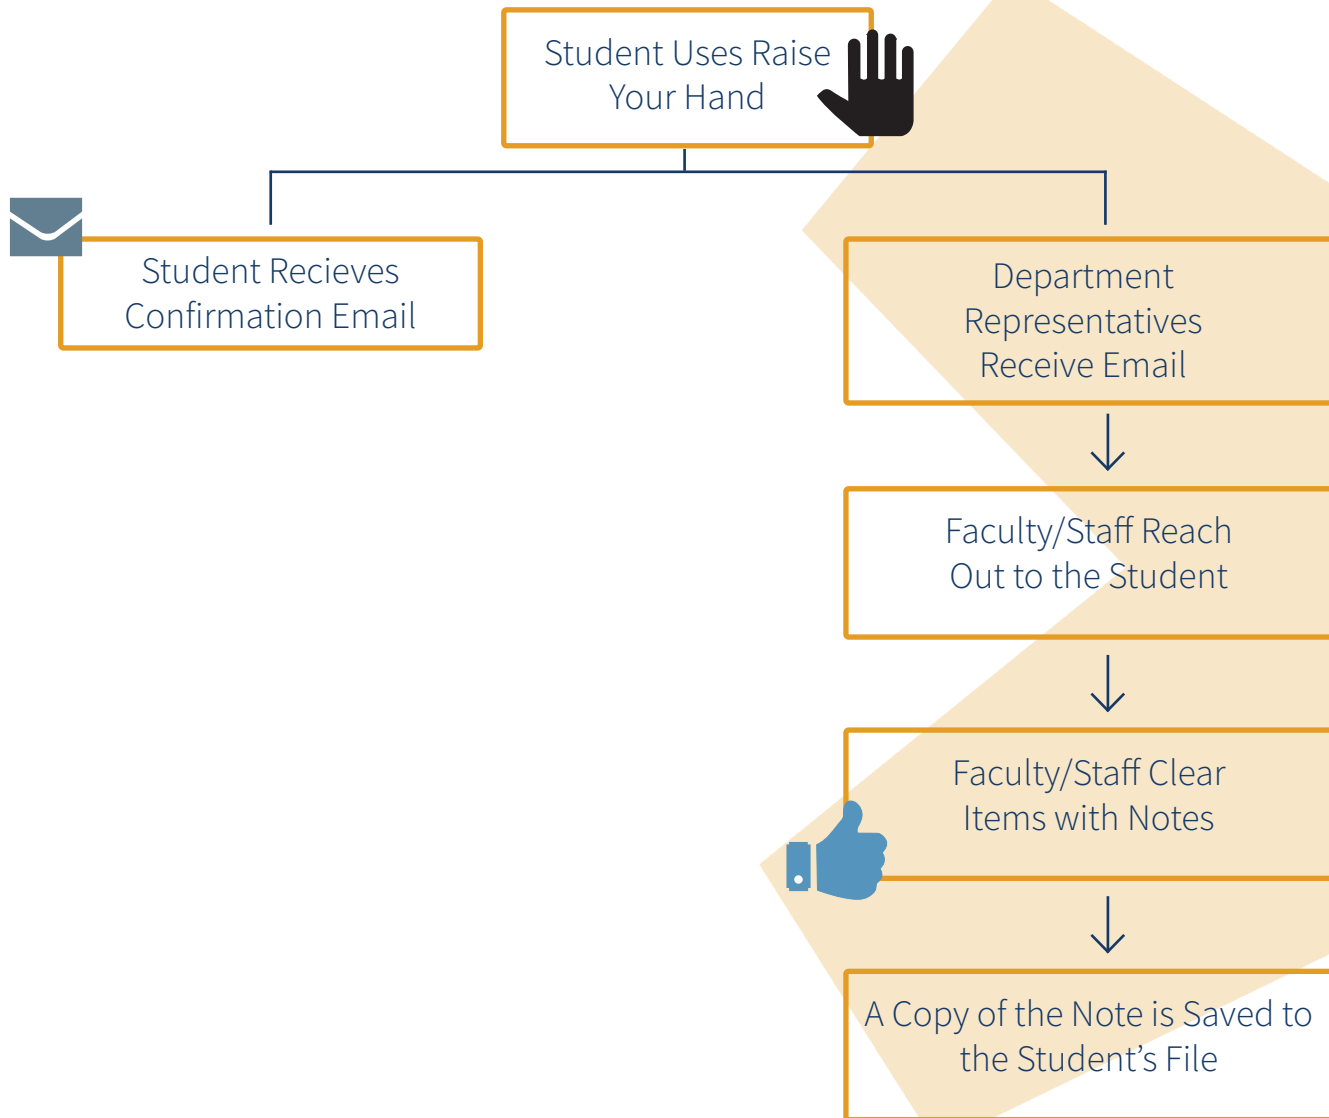 Student Uses Raise
Your Hand
Student Recieves
Confirmation Email
Department
Representatives
Receive Email
Faculty/Staff Reach
Out to the Student
Faculty/Staff Clear
Items with Notes
A Copy of the Note is Saved to
the Student’s File